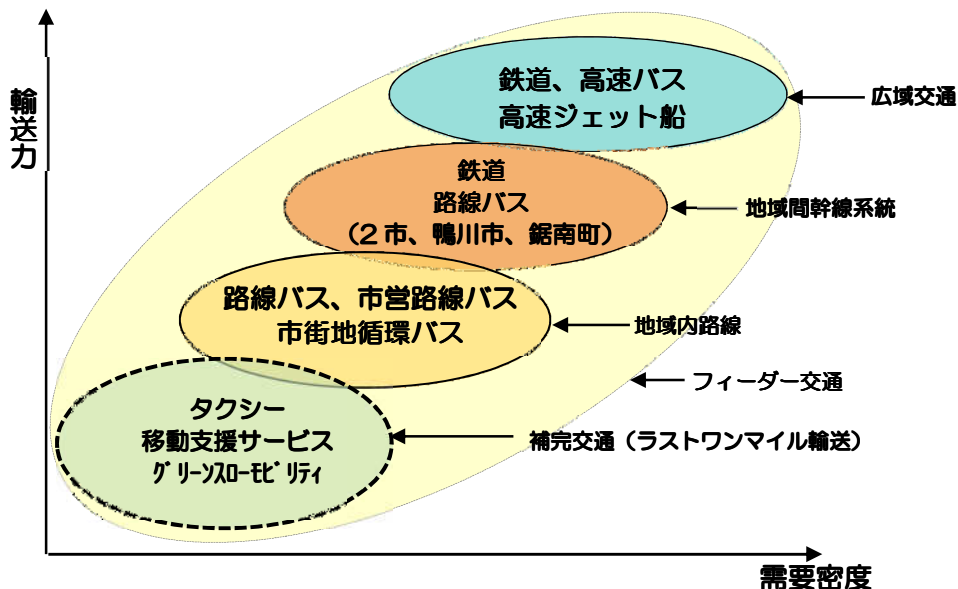 輸送力
鉄道、高速バス
高速ジェット船
広域交通
鉄道
路線バス
（２市、鴨川市、鋸南町）
地域間幹線系統
路線バス、市営路線バス
市街地循環バス
地域内路線
フィーダー交通
タクシー
移動支援サービス
ｸﾞﾘｰﾝｽﾛｰﾓﾋﾞﾘﾃｨ
補完交通（ラストワンマイル輸送）
需要密度